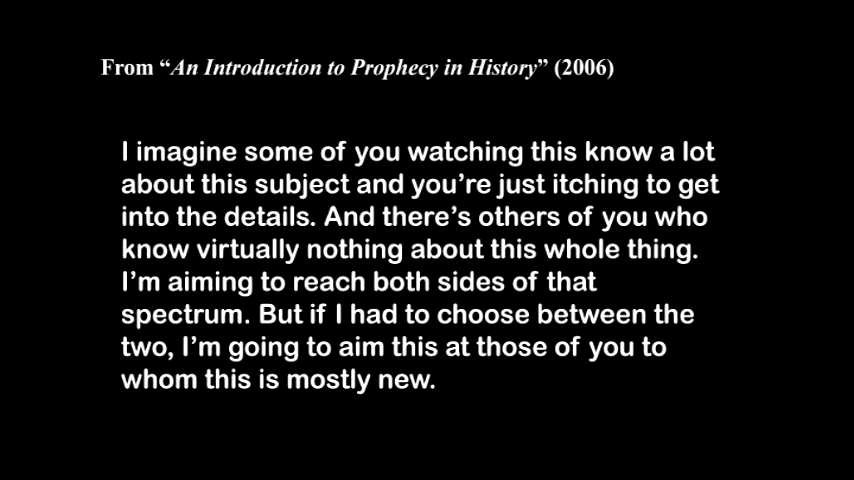 From “An Introduction to Prophecy in History” (2006)
I imagine some of you watching this know a lot
about this subject and you’re just itching to get
into the details. And there’s others of you who
know virtually nothing about this whole thing.
I’m aiming to reach both sides of that
spectrum. But if I had to choose between the
two, I’m going to aim this at those of you to
whom this is mostly new.